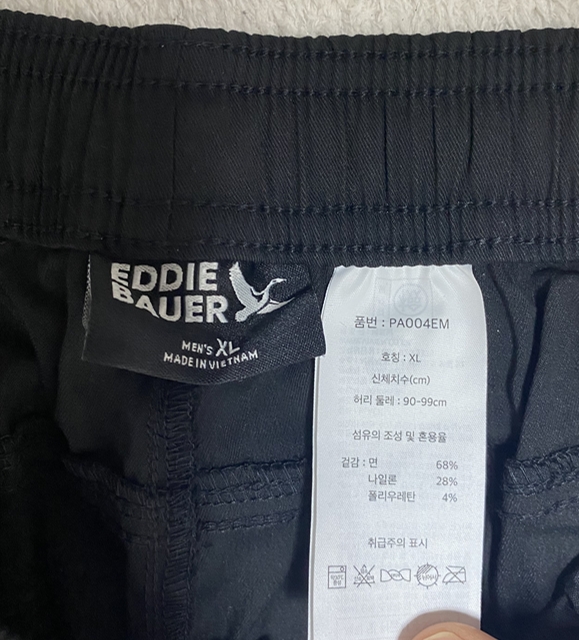 EDDIE
BAUER
MEN'S XL
MADE IN VIETNAM
품번 : PA004EM
호칭 : XL
신체치수(cm)
허리 둘레 : 90-99cm
섬유의 조성 및 혼용율
겉감 : 면 68%
나일론 28%
폴리우레탄 4%
취급주의 표시